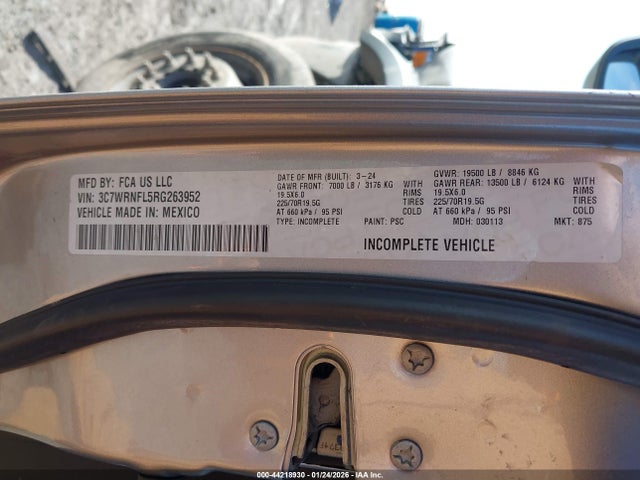 MFD BY: FCA US LLC
VIN: 3C7WRNFL5RG263952
VEHICLE MADE IN: MEXICO
DATE OF MFR (BUILT): 3-24
GAWR FRONT: 7000 LB / 3176 KG WITH
19.5X6.0 RIMS
225/70R19.5G TIRES
AT 660 kPa / 95 PSI
TYPE: INCOMPLETE PAINT: PSC
GVWR: 19500 LB / 8846 KG
GAWR REAR: 13500 LB / 6124 KG WITH
19.5X6.0 RIMS
225/70R19.5G TIRES
AT 660 kPa / 95 PSI
MDH: 030113 MKT: 875
INCOMPLETE VEHICLE
000-44218930 - 01/24/2026 - IAAI.COM